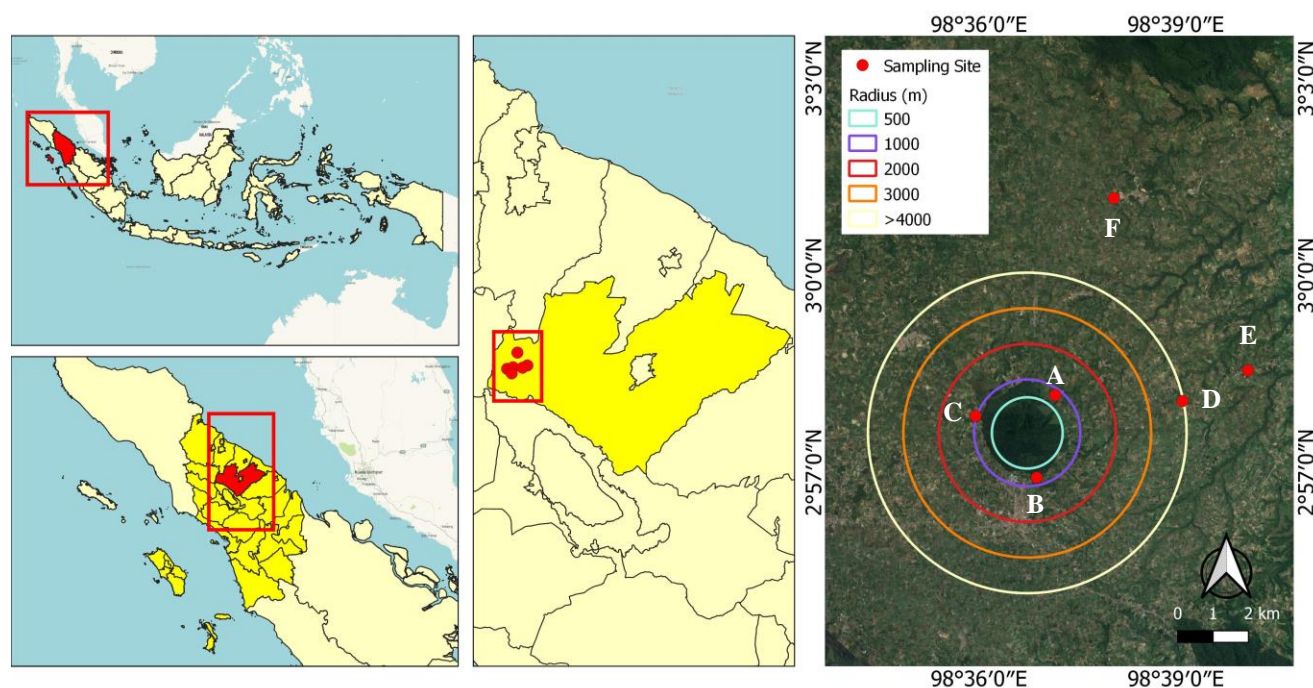 98°36′0″E 98°39′0″E
3°3′0″N
3°0′0″N
2°57′0″N
Sampling Site
Radius (m)
500
1000
2000
3000
>4000
F
E
A
D
C
B
0 1 2 km
3°3′0″N
3°0′0″N
2°57′0″N
98°36′0″E 98°39′0″E